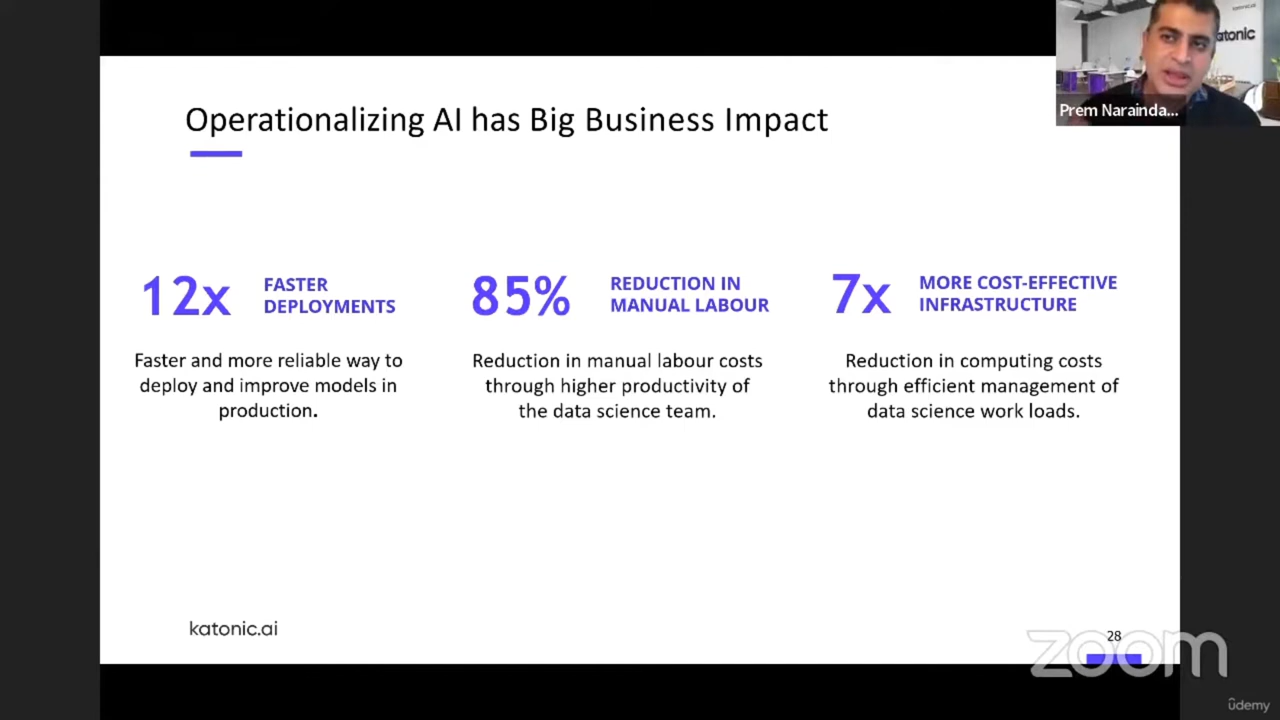 Operationalizing AI has Big Business Impact
atonic
Prem Narainda...
12x
FASTER
DEPLOYMENTS
Faster and more reliable way to
deploy and improve models in
production.
85%
REDUCTION IN
MANUAL LABOUR
Reduction in manual labour costs
through higher productivity of
the data science team.
7x
MORE COST-EFFECTIVE
INFRASTRUCTURE
Reduction in computing costs
through efficient management of
data science work loads.
katonic.ai
28
zoom
ûdemy